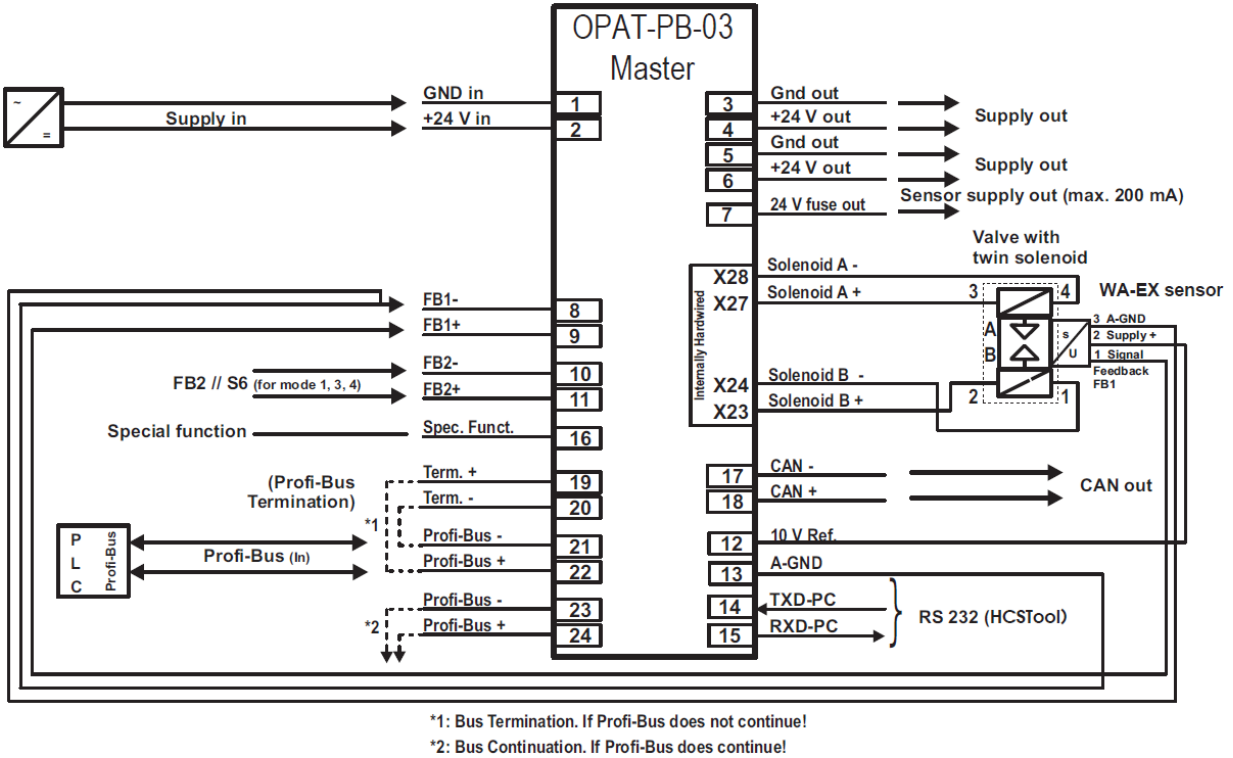 OPAT-PB-03
Master
~
=
Supply in
GND in
+24 V in
1
2
3
4
5
6
7
Gnd out
+24 V out
Gnd out
+24 V out
24 V fuse out
Supply out
Supply out
Sensor supply out (max. 200 mA)
Valve with
twin solenoid
Internally Hardwired
X28
X27
X24
X23
Solenoid A -
Solenoid A +
Solenoid B -
Solenoid B +
3
4
A
B
2
1
s
U
WA-EX sensor
3 A-GND
2 Supply +
1 Signal
Feedback
FB1
FB1-
FB1+
FB2-
FB2+
Spec. Funct.
8
9
10
11
16
FB2 // S6 (for mode 1, 3, 4)
Special function
(Profi-Bus
Termination)
*1
Term. +
Term. -
Profi-Bus -
Profi-Bus +
Profi-Bus -
Profi-Bus +
19
20
21
22
23
24
P
L
C
Profi-Bus
Profi-Bus (In)
*2
17
18
12
13
14
15
CAN -
CAN +
CAN out
10 V Ref.
A-GND
TXD-PC
RXD-PC
RS 232 (HCSTool)
*1: Bus Termination. If Profi-Bus does not continue!
*2: Bus Continuation. If Profi-Bus does continue!